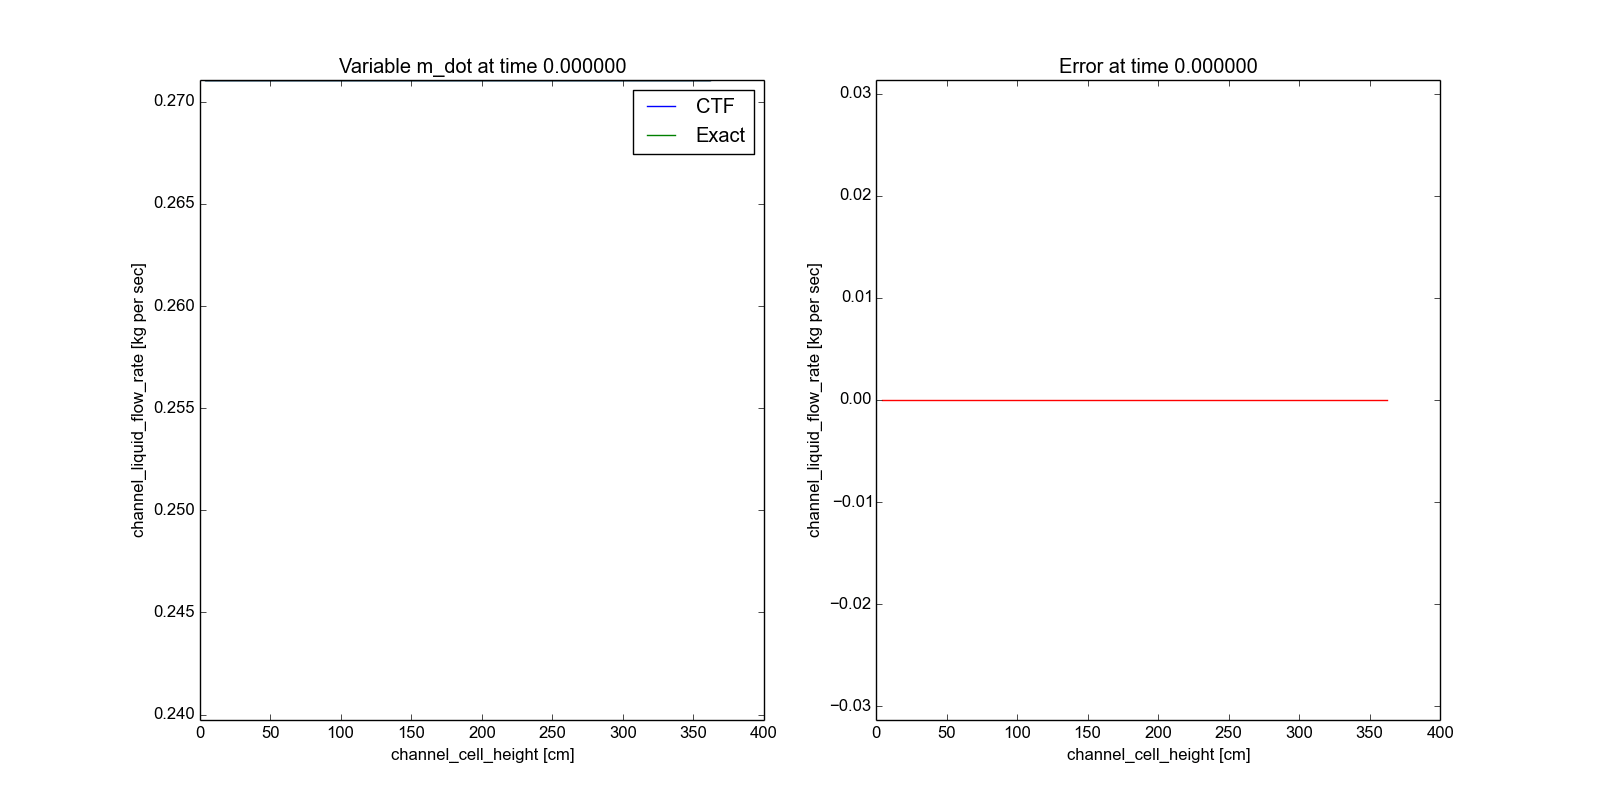 Variable m_dot at time 0.000000
CTF
Exact
0.270
0.265
0.260
0.255
0.250
0.245
0.240
channel_liquid_flow_rate [kg per sec]
0 50 100 150 200 250 300 350 400
channel_cell_height [cm]
Error at time 0.000000
0.03
0.02
0.01
0.00
−0.01
−0.02
−0.03
channel_liquid_flow_rate [kg per sec]
0 50 100 150 200 250 300 350 400
channel_cell_height [cm]